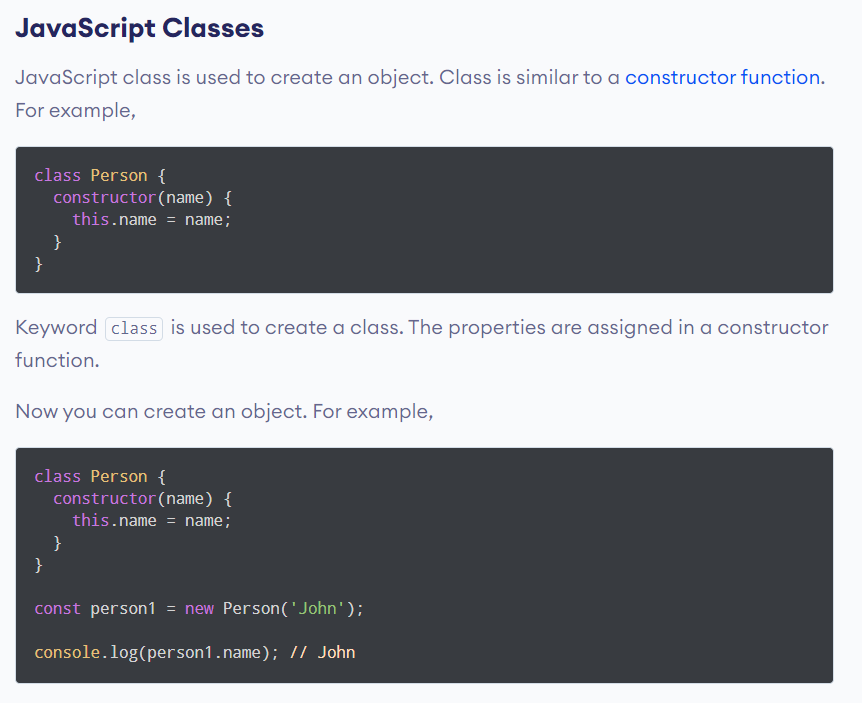 JavaScript Classes
JavaScript class is used to create an object. Class is similar to a constructor function.
For example,
class Person {
  constructor(name) {
    this.name = name;
  }
}
Keyword class is used to create a class. The properties are assigned in a constructor
function.
Now you can create an object. For example,
class Person {
  constructor(name) {
    this.name = name;
  }
}
const person1 = new Person('John');
console.log(person1.name); // John